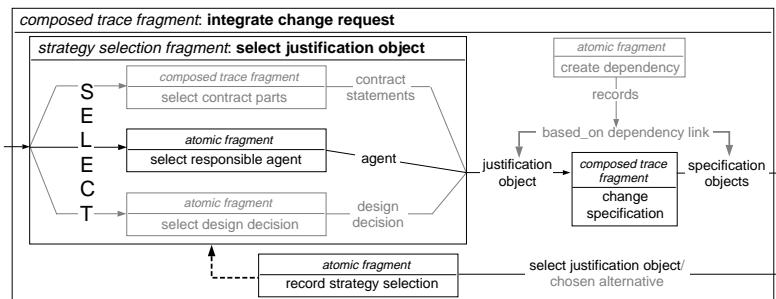 composed trace fragment: integrate change request
strategy selection fragment: select justification object
SELECT
composed trace fragment
select contract parts
contract
statements
atomic fragment
select responsible agent
agent
atomic fragment
select design decision
design
decision
atomic fragment
create dependency
records
based_on dependency link
justification
object
composed trace
fragment
change
specification
specification
objects
atomic fragment
record strategy selection
select justification object/
chosen alternative